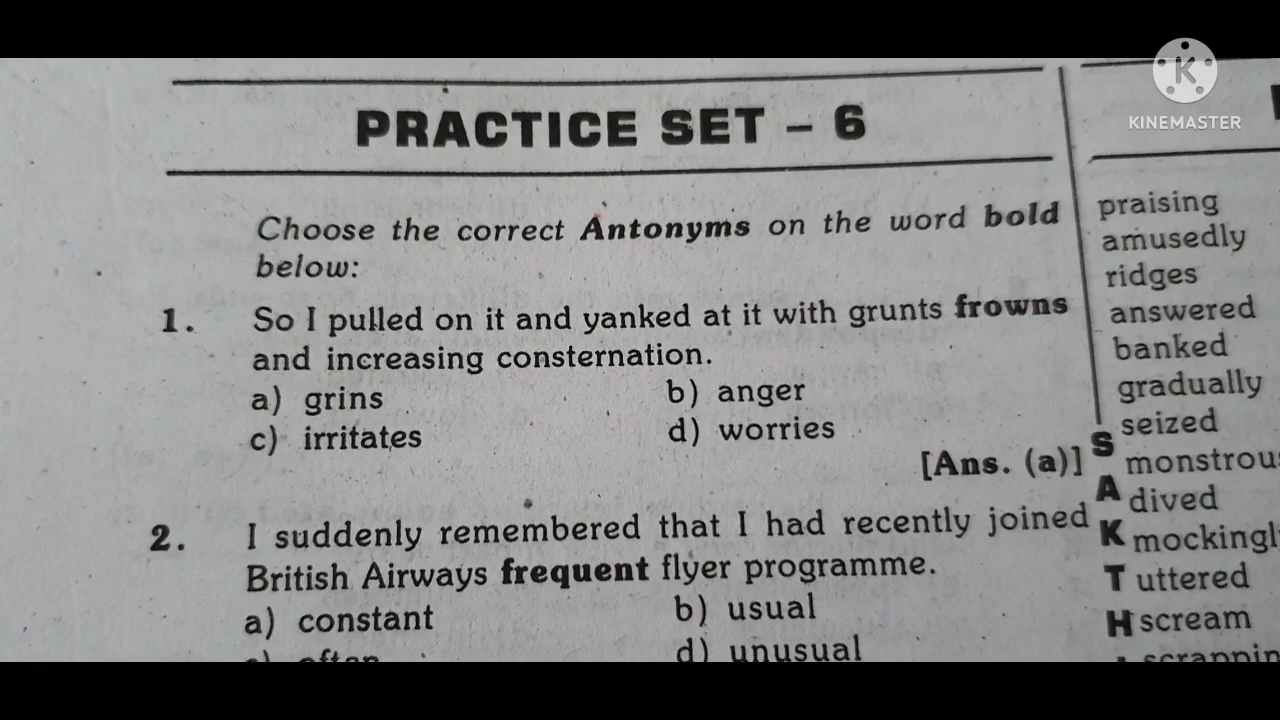 KINEMASTER
PRACTICE SET – 6
Choose the correct Antonyms on the word bold
below:
1. So I pulled on it and yanked at it with grunts frowns
and increasing consternation.
a) grins b) anger
c) irritates d) worries
[Ans. (a)]
2. I suddenly remembered that I had recently joined
British Airways frequent flyer programme.
a) constant b) usual
d) unusual
S
A
K
T
H
praising
amusedly
ridges
answered
banked
gradually
seized
dived
uttered
scream